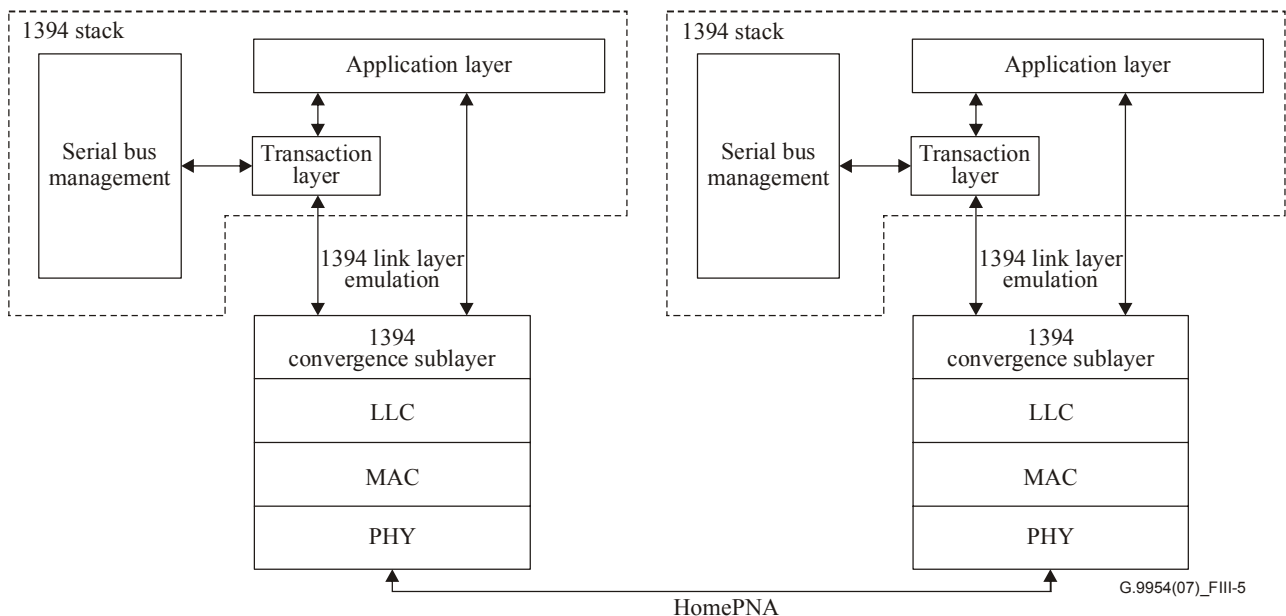 1394 stack
Application layer
Serial bus
management
Transaction
layer
1394 link layer
emulation
1394
convergence sublayer
LLC
MAC
PHY
1394 stack
Application layer
Serial bus
management
Transaction
layer
1394 link layer
emulation
1394
convergence sublayer
LLC
MAC
PHY
G.9954(07)_FIII-5
HomePNA